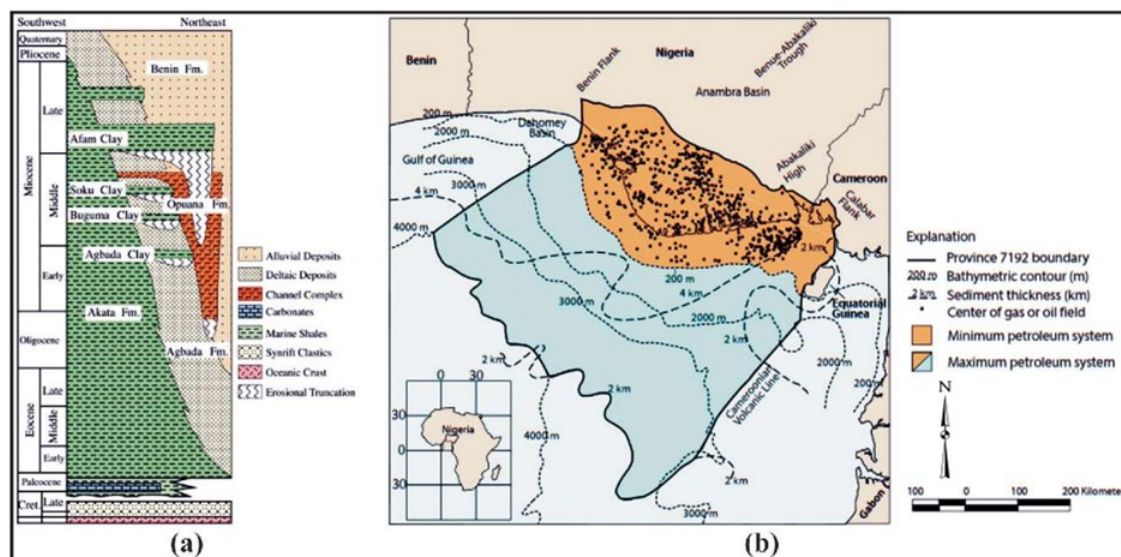 (a)
Southwest Northeast
Quaternary
Pliocene
Miocene
Late
Middle
Early
Oligocene
Eocene
Late
Middle
Early
Paleocene
Cret.
Late
Benin Fm.
Afam Clay
Soku Clay
Opuana Fm.
Buguma Clay
Agbada Clay
Akata Fm.
Agbada Fm.
Alluvial Deposits
Deltaic Deposits
Channel Complex
Carbonates
Marine Shales
Synrift Clastics
Oceanic Crust
Erosional Truncation
(a)
Benin
Nigeria
Benin Flank
Benue-Abakaliki
Trough
Anambra Basin
200 m
2000 m
Dahomey
Basin
Gulf of Guinea
4 km
3000 m
4000 m
Abakaliki
High
Cameroon
Calabar
Flank
2 km
200 m
4 km
3000 m
2000 m
Equatorial
Guinea
2 km
2000 m
200 m
2 km
2 km
Cameroonian
Volcanic Line
4000 m
2 km
3000 m
Gabon
0 30
30
0
30
Nigeria
Explanation
Province 7192 boundary
200 m Bathymetric contour (m)
2 km Sediment thickness (km)
Center of gas or oil field
Minimum petroleum system
Maximum petroleum system
N
100 0 100 200 Kilomete
(b)